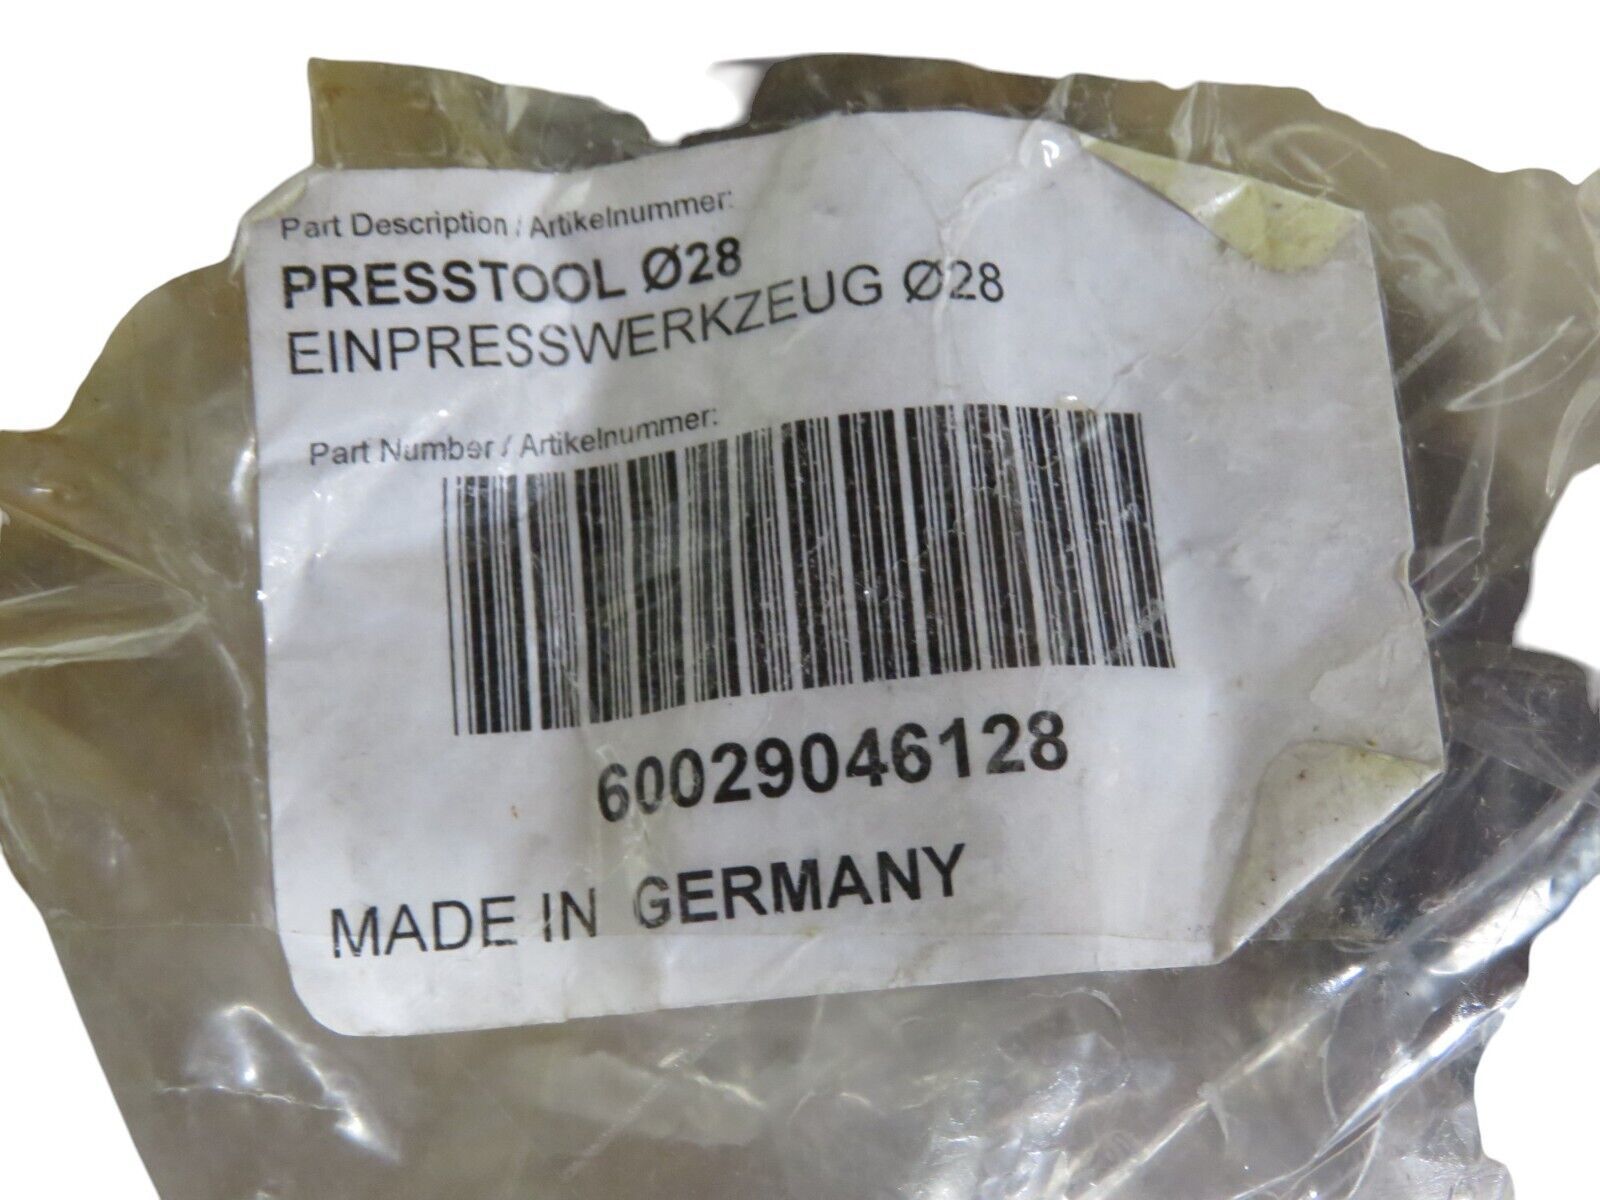 Part Description / Artikelnummer:
PRESSTOOL Ø28
EINPRESSWERKZEUG Ø28
Part Number / Artikelnummer:
60029046128
MADE IN GERMANY